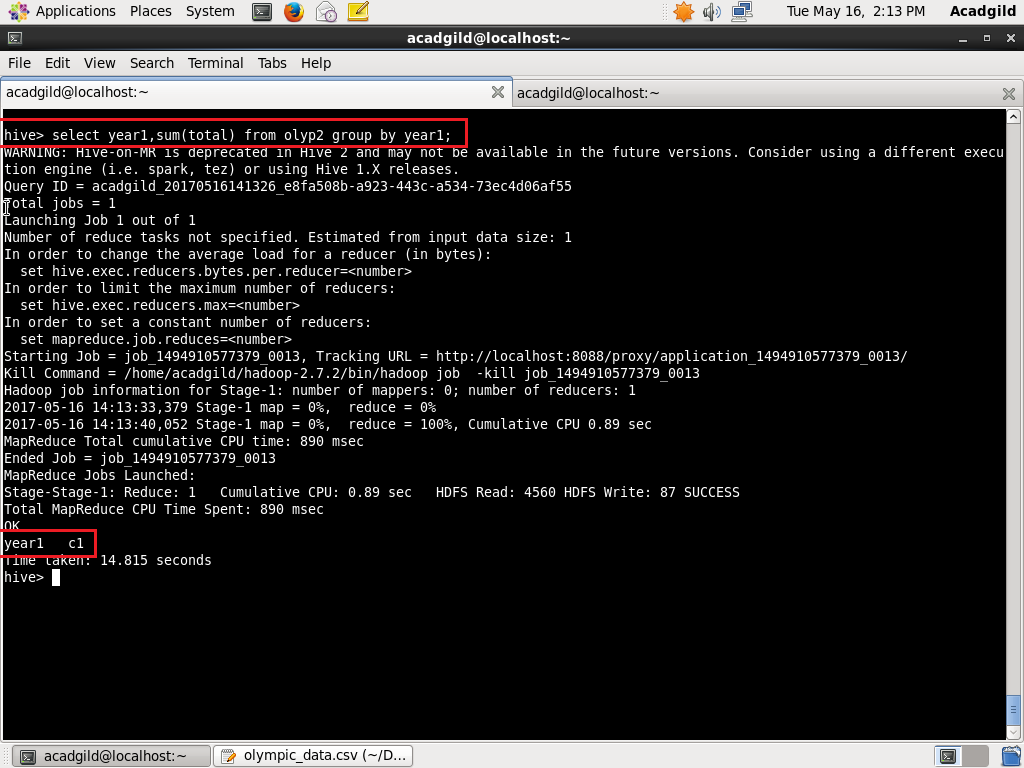 Applications Places System Tue May 16, 2:13 PM Acadgild
acadgild@localhost:~
File Edit View Search Terminal Tabs Help
acadgild@localhost:~ acadgild@localhost:~
hive> select year1,sum(total) from olyp2 group by year1;
WARNING: Hive-on-MR is deprecated in Hive 2 and may not be available in the future versions. Consider using a different execu
tion engine (i.e. spark, tez) or using Hive 1.X releases.
Query ID = acadgild_20170516141326_e8fa508b-a923-443c-a534-73ec4d06af55
Total jobs = 1
Launching Job 1 out of 1
Number of reduce tasks not specified. Estimated from input data size: 1
In order to change the average load for a reducer (in bytes):
  set hive.exec.reducers.bytes.per.reducer=<number>
In order to limit the maximum number of reducers:
  set hive.exec.reducers.max=<number>
In order to set a constant number of reducers:
  set mapreduce.job.reduces=<number>
Starting Job = job_1494910577379_0013, Tracking URL = http://localhost:8088/proxy/application_1494910577379_0013/
Kill Command = /home/acadgild/hadoop-2.7.2/bin/hadoop job  -kill job_1494910577379_0013
Hadoop job information for Stage-1: number of mappers: 0; number of reducers: 1
2017-05-16 14:13:33,379 Stage-1 map = 0%,  reduce = 0%
2017-05-16 14:13:40,052 Stage-1 map = 0%,  reduce = 100%, Cumulative CPU 0.89 sec
MapReduce Total cumulative CPU time: 890 msec
Ended Job = job_1494910577379_0013
MapReduce Jobs Launched:
Stage-Stage-1: Reduce: 1   Cumulative CPU: 0.89 sec   HDFS Read: 4560 HDFS Write: 87 SUCCESS
Total MapReduce CPU Time Spent: 890 msec
OK
year1   c1
Time taken: 14.815 seconds
hive>
acadgild@localhost:~ olympic_data.csv (~/D...